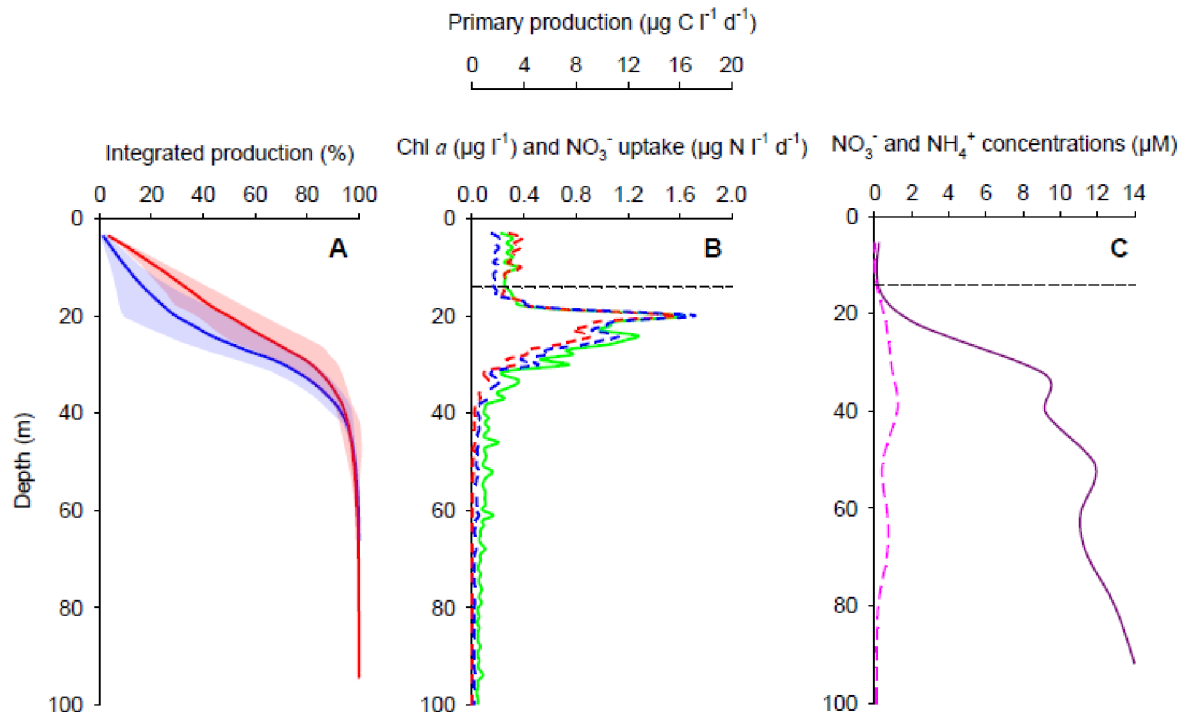 Primary production (µg C l⁻¹ d⁻¹)
0 4 8 12 16 20
Integrated production (%)
Chl a (µg l⁻¹) and NO₃⁻ uptake (µg N l⁻¹ d⁻¹)
NO₃⁻ and NH₄⁺ concentrations (µM)
0 20 40 60 80 100
0.0 0.4 0.8 1.2 1.6 2.0
0 2 4 6 8 10 12 14
A
B
C
Depth (m)
0 0 0
20 20 20
40 40 40
60 60 60
80 80 80
100 100 100